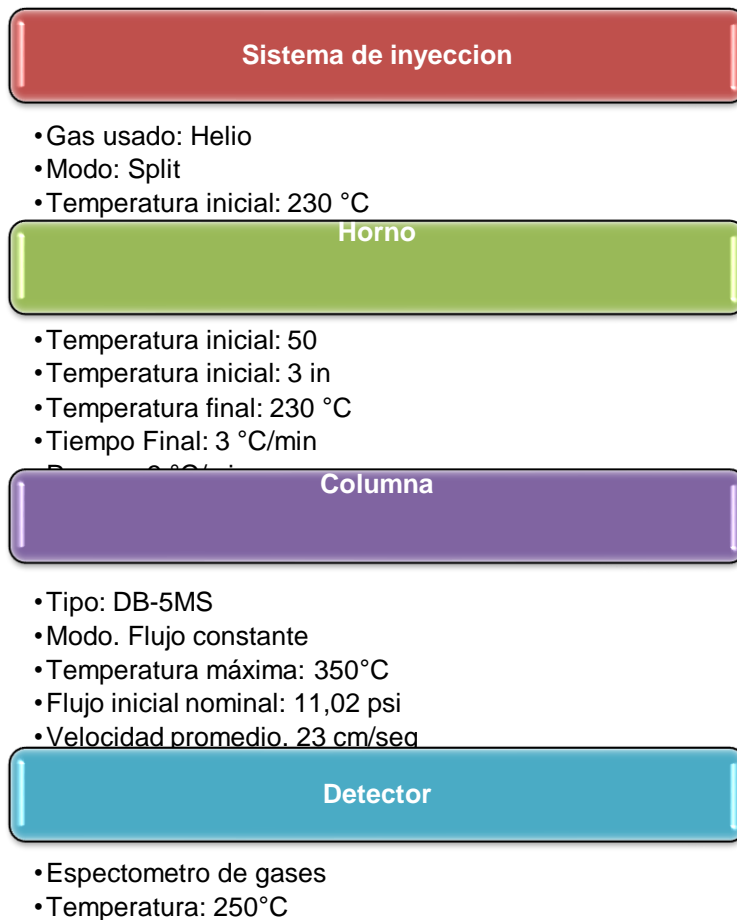 Sistema de inyeccion
•Gas usado: Helio
•Modo: Split
•Temperatura inicial: 230 °C
Horno
•Temperatura inicial: 50
•Temperatura inicial: 3 in
•Temperatura final: 230 °C
•Tiempo Final: 3 °C/min
Columna
•Tipo: DB-5MS
•Modo. Flujo constante
•Temperatura máxima: 350°C
•Flujo inicial nominal: 11,02 psi
•Velocidad promedio. 23 cm/seg
Detector
•Espectometro de gases
•Temperatura: 250°C